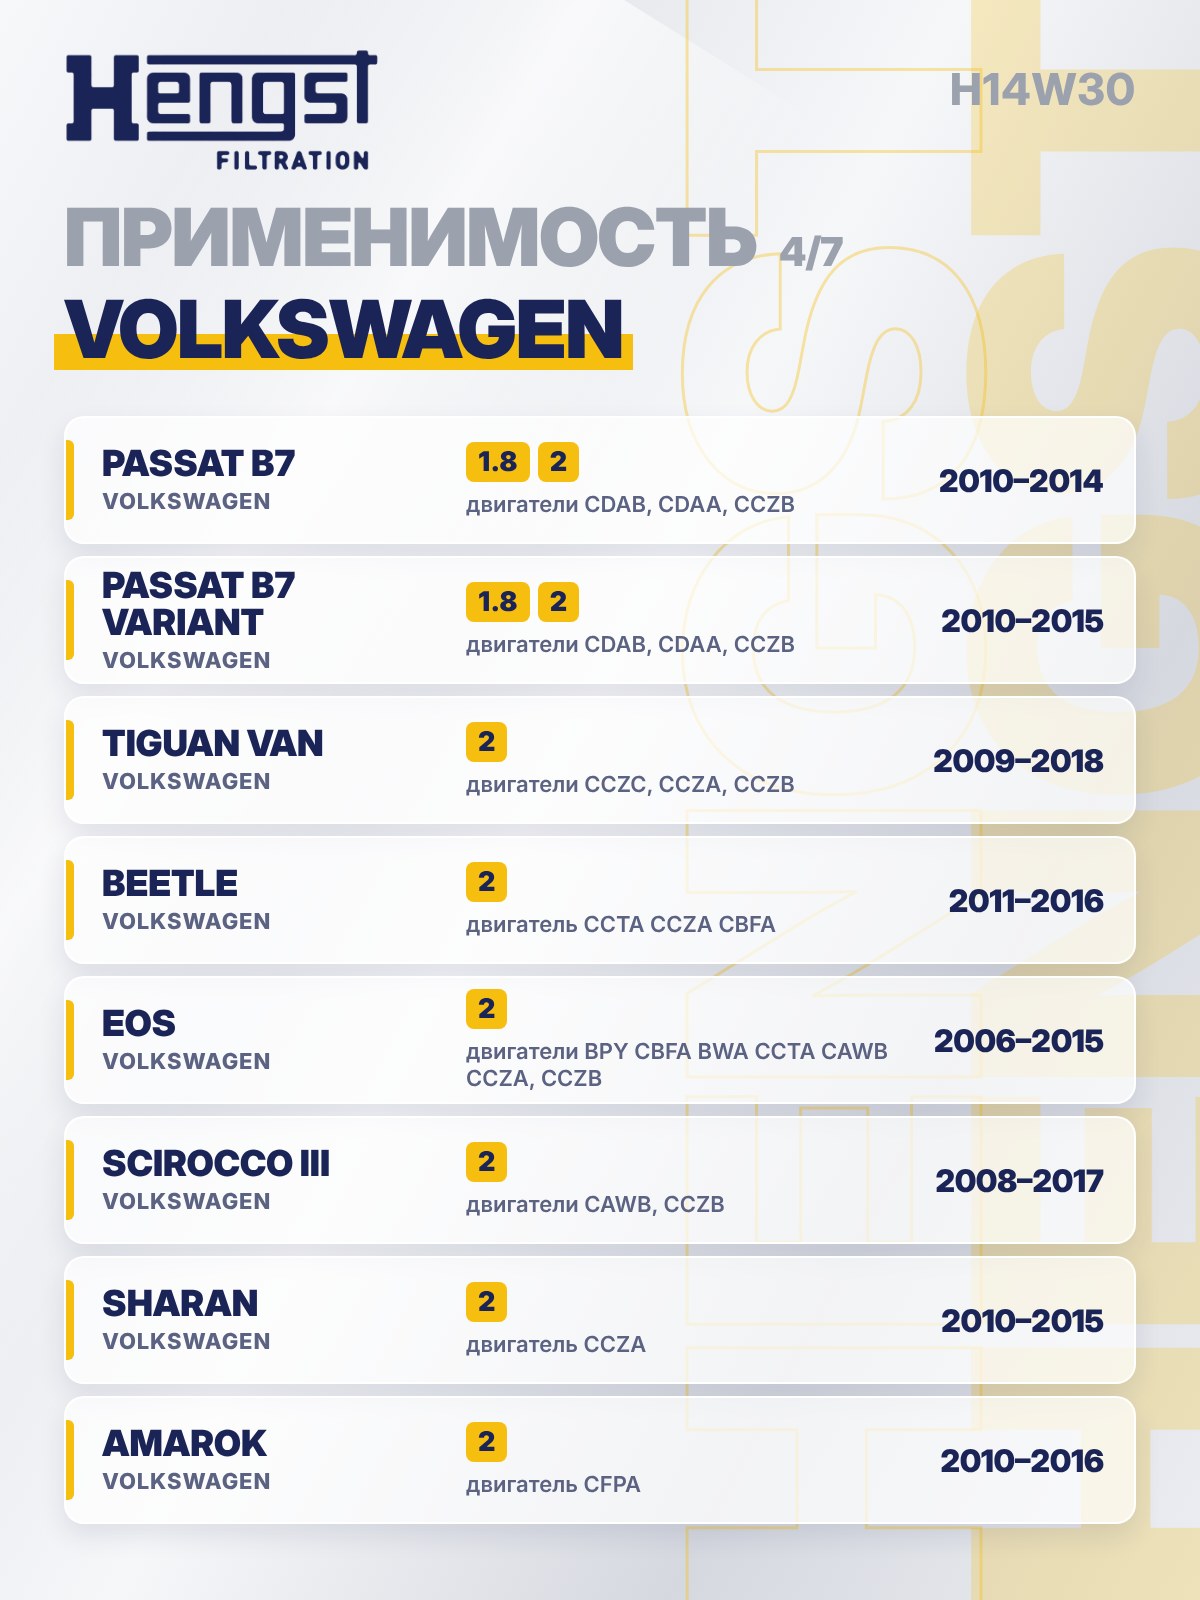 Hengst
FILTRATION
H14W30
ПРИМЕНИМОСТЬ 4/7
VOLKSWAGEN
PASSAT B7
VOLKSWAGEN
1.8 2
двигатели CDAB, CDAA, CCZB
2010–2014
PASSAT B7
VARIANT
VOLKSWAGEN
1.8 2
двигатели CDAB, CDAA, CCZB
2010–2015
TIGUAN VAN
VOLKSWAGEN
2
двигатели CCZC, CCZA, CCZB
2009–2018
BEETLE
VOLKSWAGEN
2
двигатель CCTA CCZA CBFA
2011–2016
EOS
VOLKSWAGEN
2
двигатели BPY CBFA BWA CCTA CAWB
CCZA, CCZB
2006–2015
SCIROCCO III
VOLKSWAGEN
2
двигатели CAWB, CCZB
2008–2017
SHARAN
VOLKSWAGEN
2
двигатель CCZA
2010–2015
AMAROK
VOLKSWAGEN
2
двигатель CFPA
2010–2016
HENGST
HENGST